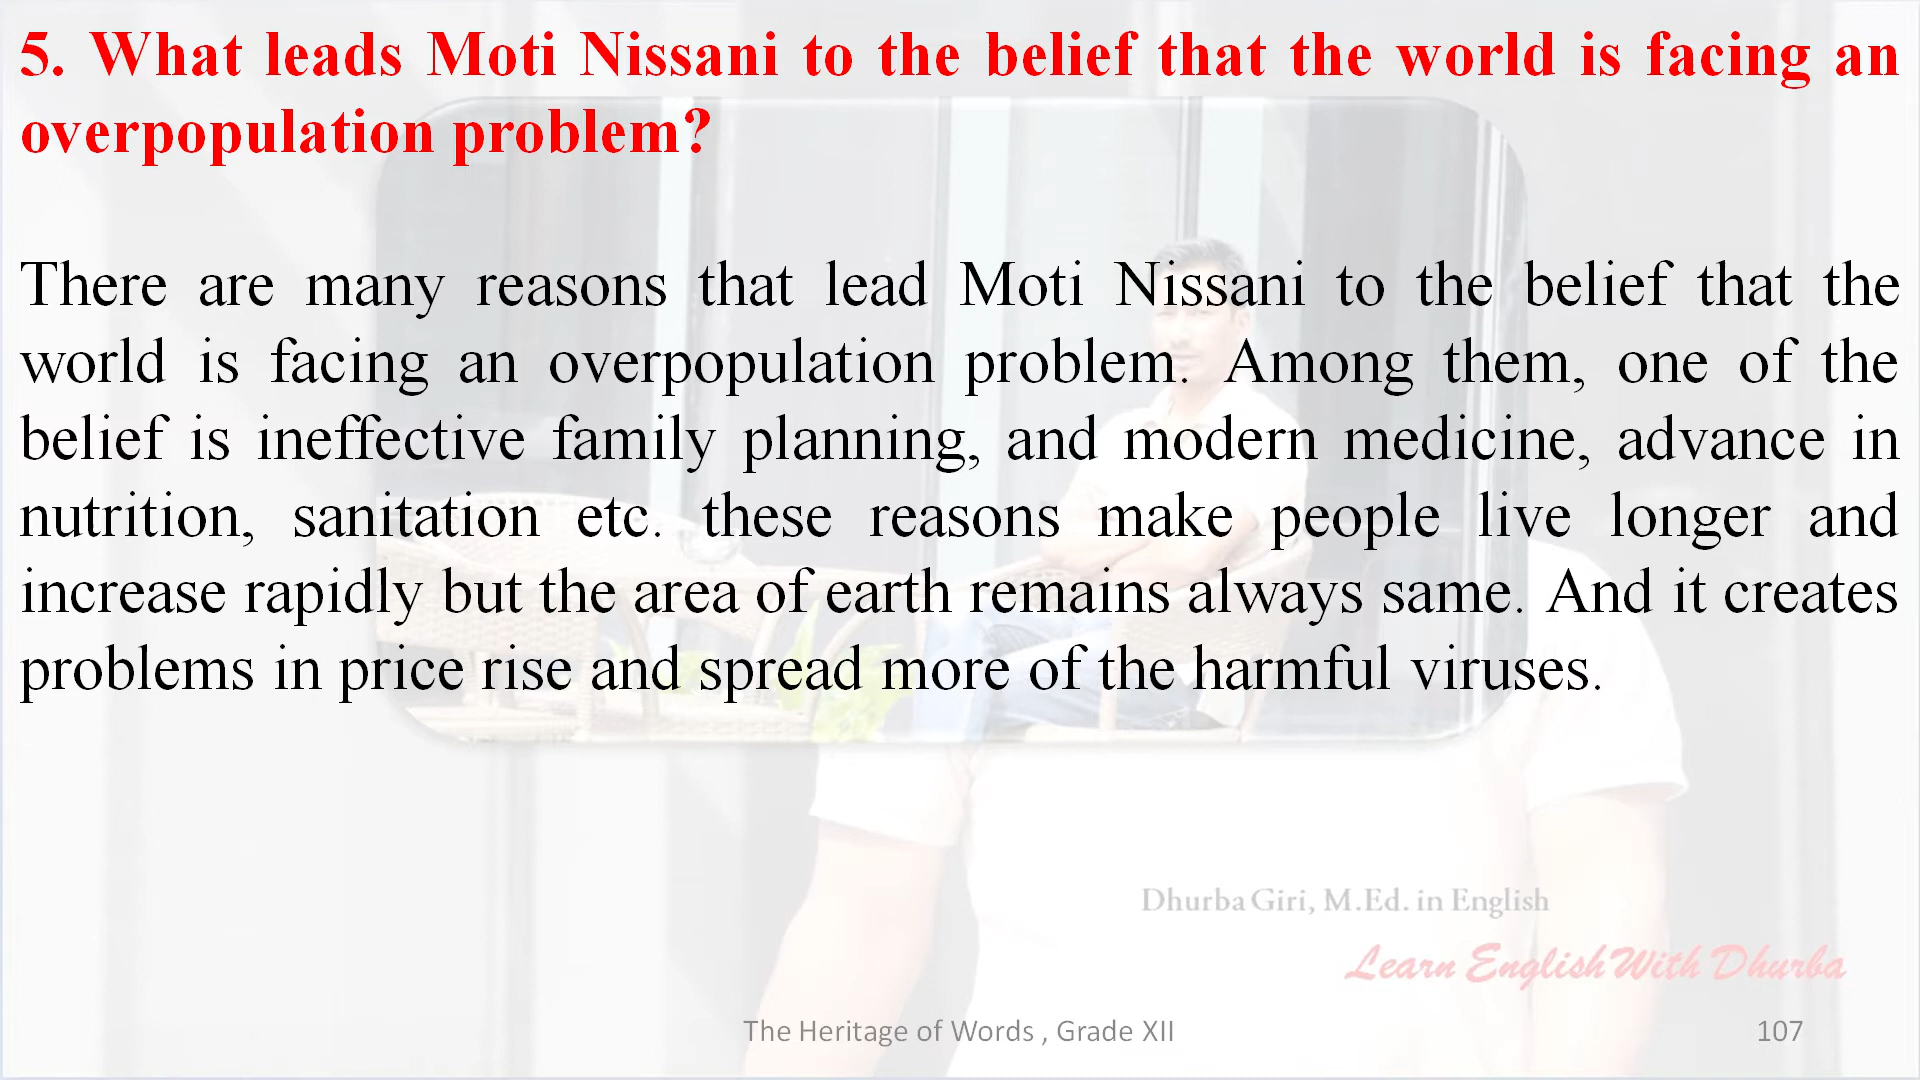 5. What leads Moti Nissani to the belief that the world is facing an
overpopulation problem?
There are many reasons that lead Moti Nissani to the belief that the
world is facing an overpopulation problem. Among them, one of the
belief is ineffective family planning, and modern medicine, advance in
nutrition, sanitation etc. these reasons make people live longer and
increase rapidly but the area of earth remains always same. And it creates
problems in price rise and spread more of the harmful viruses.
Dhurba Giri, M.Ed. in English
Learn English With Dhurba
The Heritage of Words , Grade XII
107